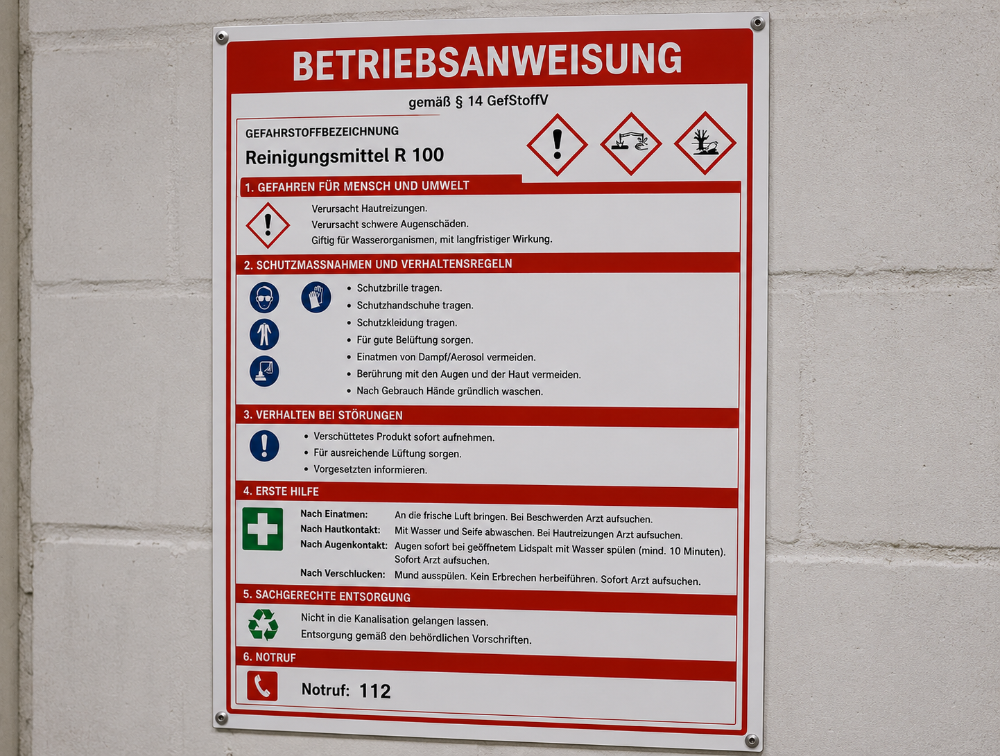 BETRIEBSANWEISUNG
gemäß § 14 GefStoffV
GEFAHRSTOFFBEZEICHNUNG
Reinigungsmittel R 100
1. GEFAHREN FÜR MENSCH UND UMWELT
Verursacht Hautreizungen.
Verursacht schwere Augenschäden.
Giftig für Wasserorganismen, mit langfristiger Wirkung.
2. SCHUTZMASSNAHMEN UND VERHALTENSREGELN
• Schutzbrille tragen.
• Schutzhandschuhe tragen.
• Schutzkleidung tragen.
• Für gute Belüftung sorgen.
• Einatmen von Dampf/Aerosol vermeiden.
• Berührung mit den Augen und der Haut vermeiden.
• Nach Gebrauch Hände gründlich waschen.
3. VERHALTEN BEI STÖRUNGEN
• Verschüttetes Produkt sofort aufnehmen.
• Für ausreichende Lüftung sorgen.
• Vorgesetzten informieren.
4. ERSTE HILFE
Nach Einatmen: An die frische Luft bringen. Bei Beschwerden Arzt aufsuchen.
Nach Hautkontakt: Mit Wasser und Seife abwaschen. Bei Hautreizungen Arzt aufsuchen.
Nach Augenkontakt: Augen sofort bei geöffnetem Lidspalt mit Wasser spülen (mind. 10 Minuten).
Sofort Arzt aufsuchen.
Nach Verschlucken: Mund ausspülen. Kein Erbrechen herbeiführen. Sofort Arzt aufsuchen.
5. SACHGERECHTE ENTSORGUNG
Nicht in die Kanalisation gelangen lassen.
Entsorgung gemäß den behördlichen Vorschriften.
6. NOTRUF
Notruf: 112